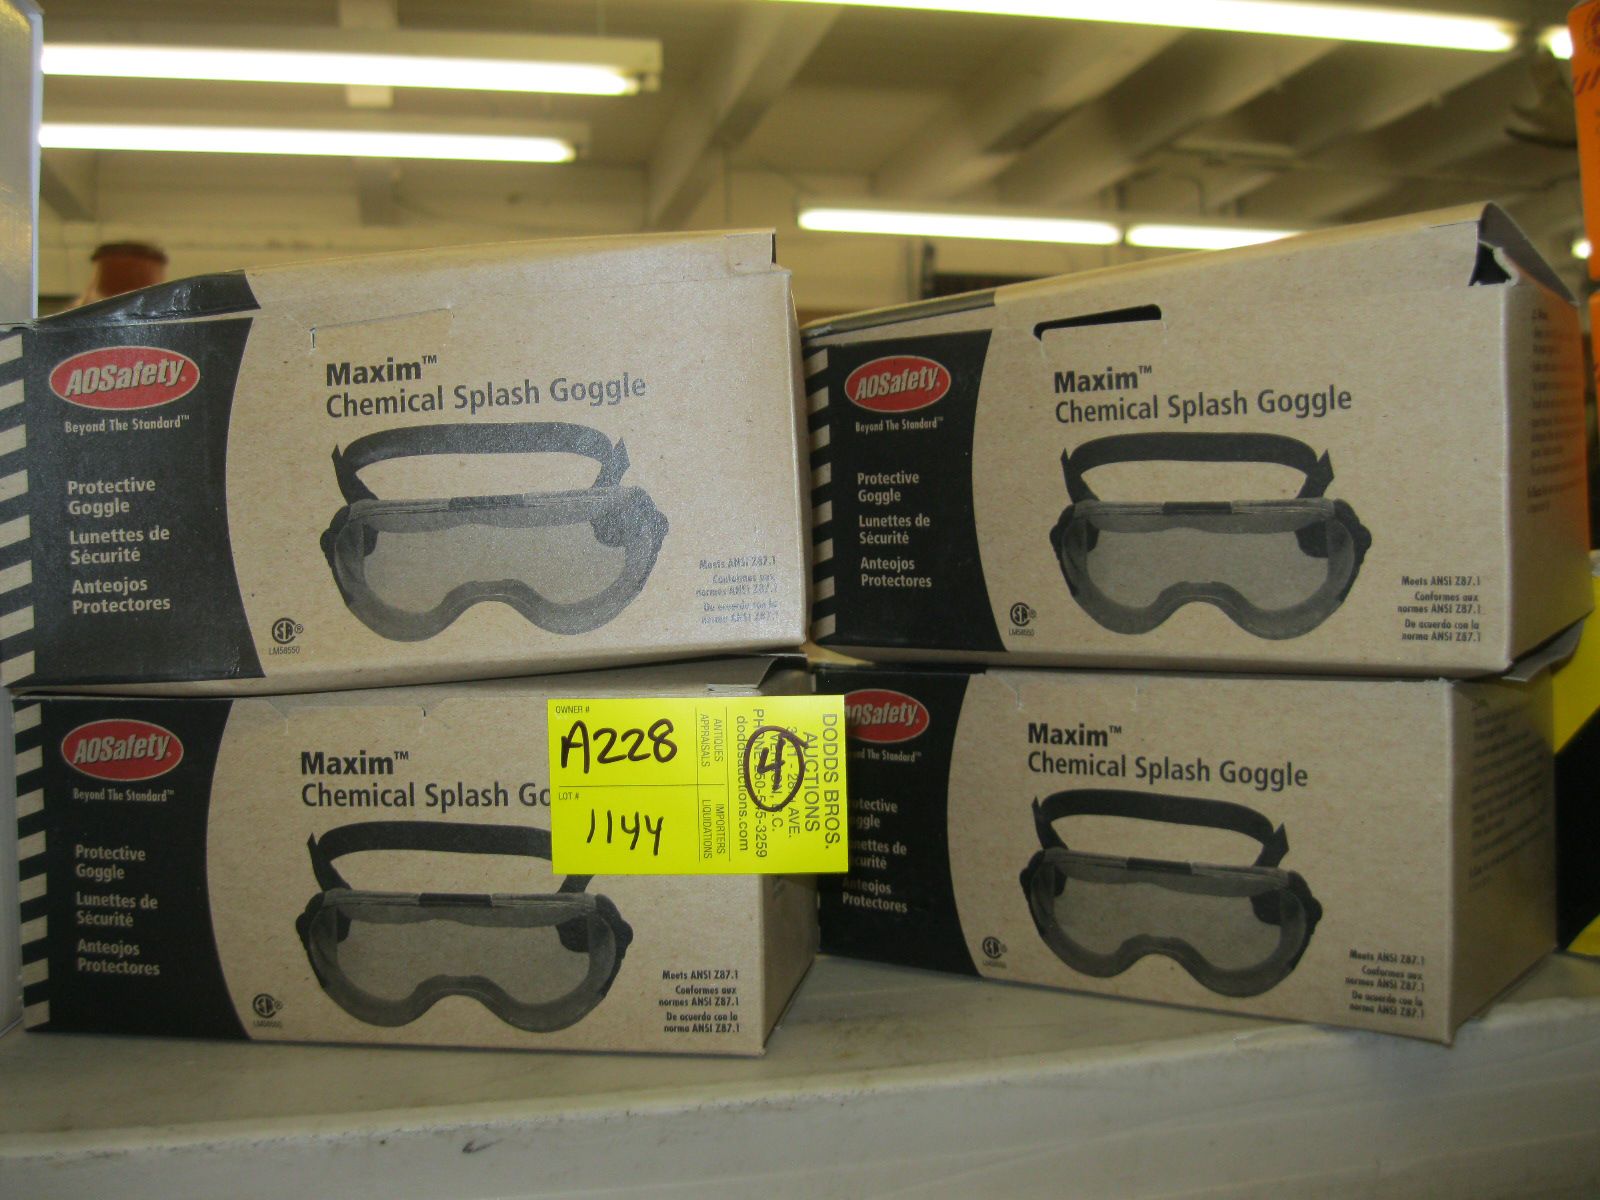 AOSafety®
Beyond The Standard™
Protective
Goggle
Lunettes de
Sécurité
Anteojos
Protectores
Maxim™
Chemical Splash Goggle
LM58550
Meets ANSI Z87.1
Conformes aux
normes ANSI Z87.1
De acuerdo con la
norma ANSI Z87.1
AOSafety®
Beyond The Standard™
Protective
Goggle
Lunettes de
Sécurité
Anteojos
Protectores
Maxim™
Chemical Splash Goggle
LM58550
Meets ANSI Z87.1
Conformes aux
normes ANSI Z87.1
De acuerdo con la
norma ANSI Z87.1
AOSafety®
Beyond The Standard™
Protective
Goggle
Lunettes de
Sécurité
Anteojos
Protectores
Maxim™
Chemical Splash Go
LM58550
Meets ANSI Z87.1
Conformes aux
normes ANSI Z87.1
De acuerdo con la
norma ANSI Z87.1
OWNER #
A228
LOT #
1144
ANTIQUES
APPRAISALS
IMPORTERS
LIQUIDATIONS
DODDS BROS.
AUCTIONS
AVE.
doddsauctions.com
4
OSafety®
The Standard™
otective
ggle
nettes de
curité
Anteojos
Protectores
Maxim™
Chemical Splash Goggle
LM58550
Meets ANSI Z87.1
Conformes aux
normes ANSI Z87.1
De acuerdo con la
norma ANSI Z87.1